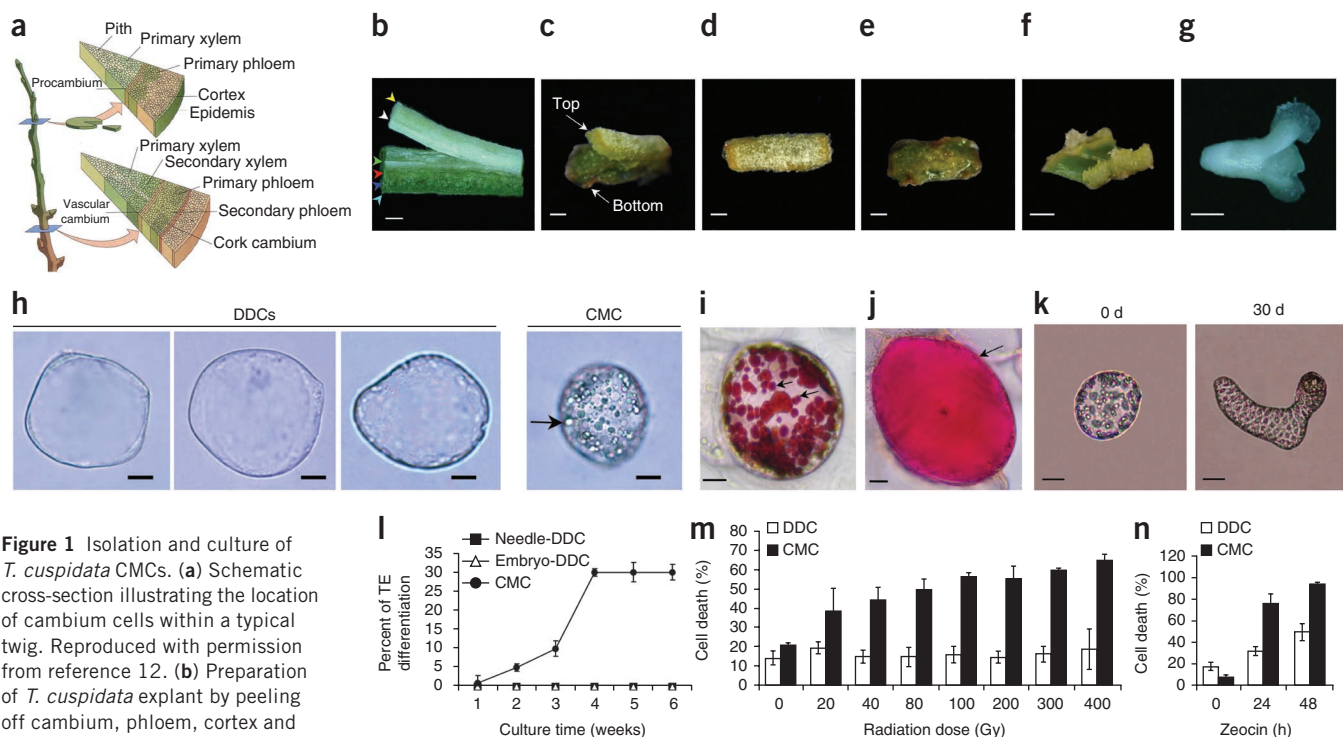 a
b
c
d
e
f
g
Pith
Primary xylem
Primary phloem
Procambium
Cortex
Epidemis
Primary xylem
Secondary xylem
Primary phloem
Vascular
cambium
Secondary phloem
Cork cambium
Top
Bottom
h
i
j
k
DDCs
CMC
0 d
30 d
Figure 1 Isolation and culture of
T. cuspidata CMCs. (a) Schematic
cross-section illustrating the location
of cambium cells within a typical
twig. Reproduced with permission
from reference 12. (b) Preparation
of T. cuspidata explant by peeling
off cambium, phloem, cortex and
l
Needle-DDC
Embryo-DDC
CMC
Percent of TE
differentiation
35
30
25
20
15
10
5
0
1 2 3 4 5 6
Culture time (weeks)
m
DDC
CMC
Cell death (%)
80
70
60
50
40
30
20
10
0
0 20 40 80 100 200 300 400
Radiation dose (Gy)
n
DDC
CMC
Cell death (%)
120
100
80
60
40
20
0
0 24 48
Zeocin (h)